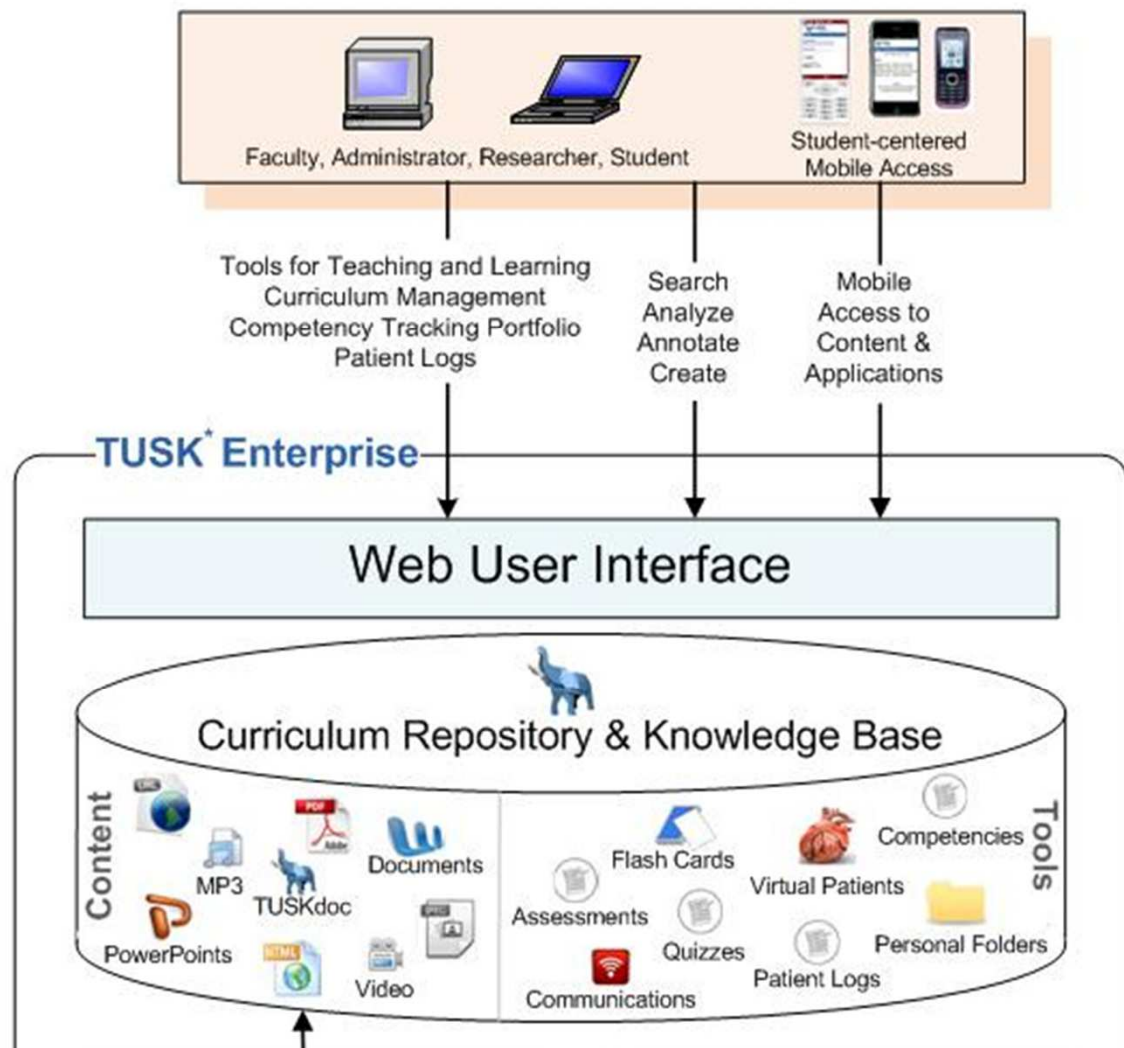 Faculty, Administrator, Researcher, Student
Student-centered
Mobile Access
Tools for Teaching and Learning
Curriculum Management
Competency Tracking Portfolio
Patient Logs
Search
Analyze
Annotate
Create
Mobile
Access to
Content &
Applications
TUSK* Enterprise
Web User Interface
Curriculum Repository & Knowledge Base
Content
URL
MP3
PDF
Adobe
TUSKdoc
Documents
PowerPoints
HTML
Video
Flash Cards
Assessments
Quizzes
Communications
Virtual Patients
Patient Logs
Competencies
Personal Folders
Tools